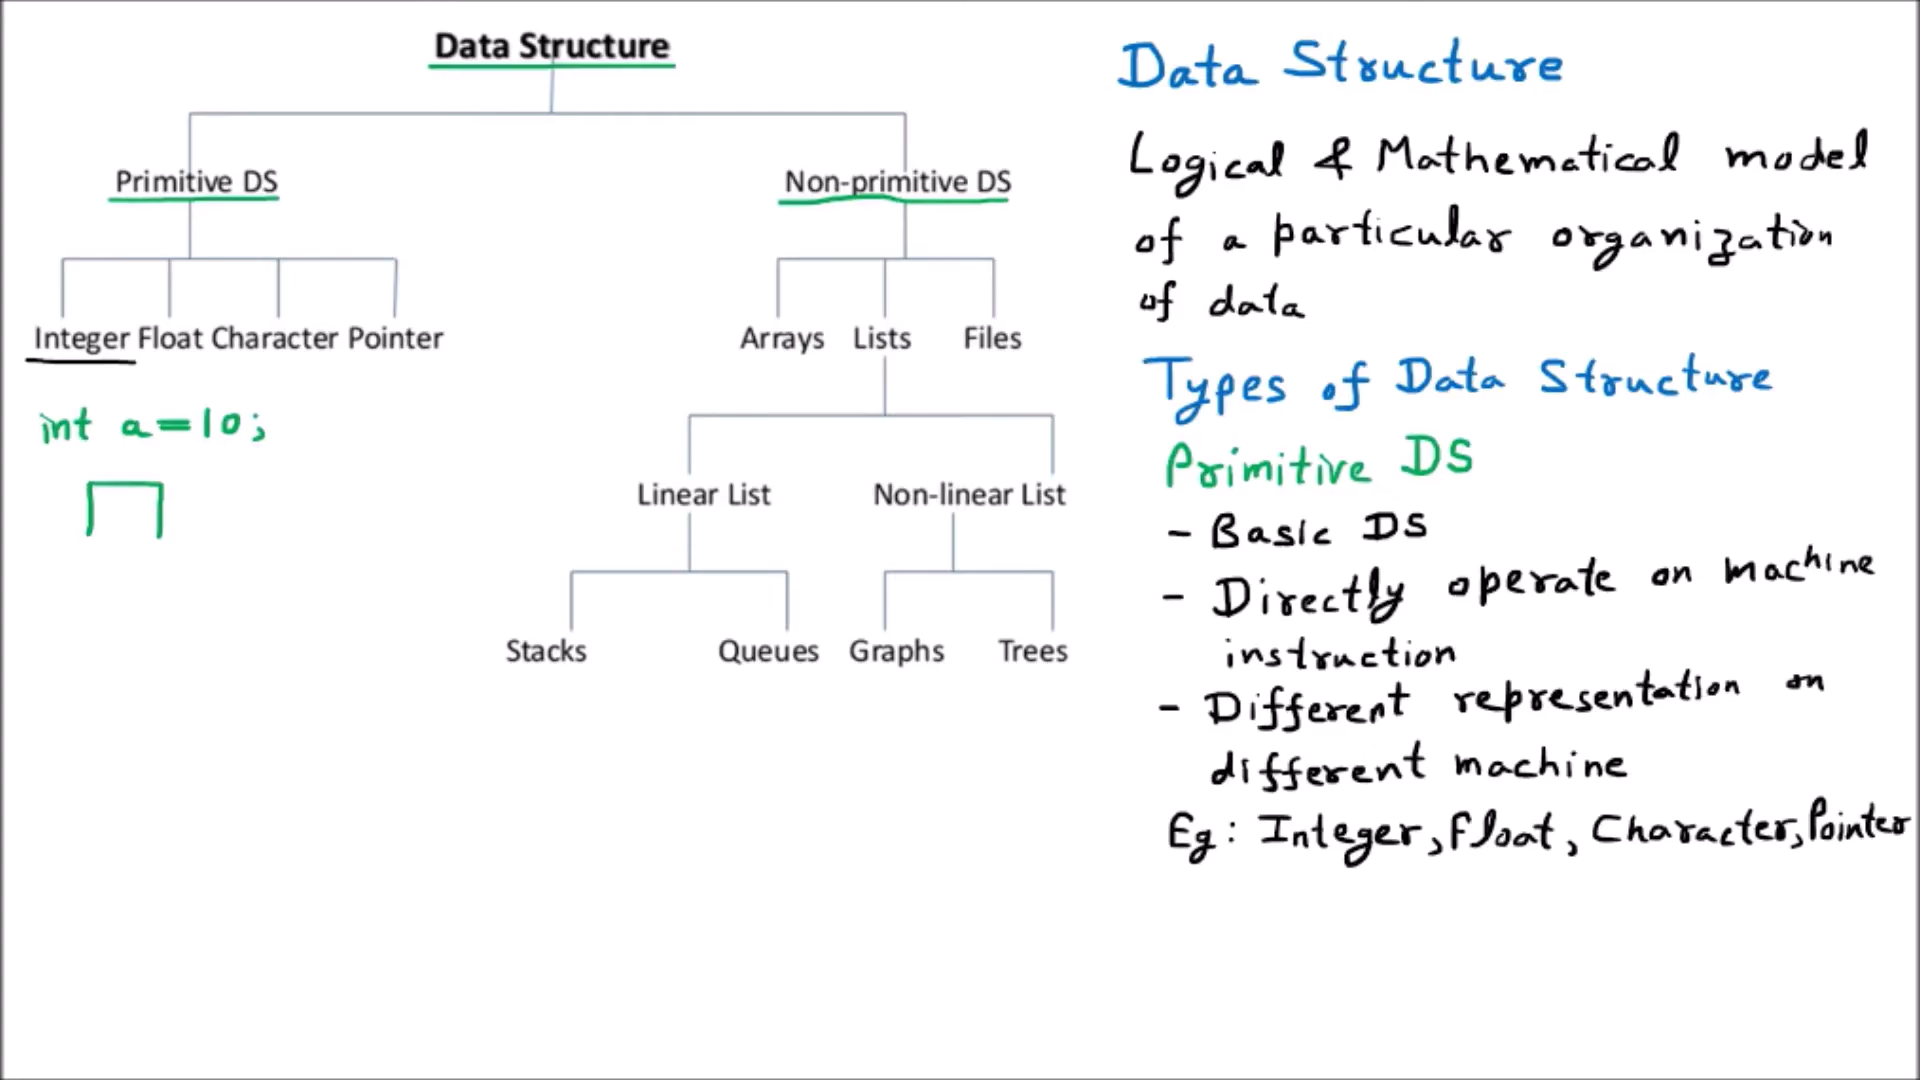 Data Structure
Primitive DS
Non-primitive DS
Integer Float Character Pointer
Arrays Lists Files
int a=10;
Linear List
Non-linear List
Stacks
Queues
Graphs
Trees
Data Structure
Logical & Mathematical model
of a particular organization
of data
Types of Data Structure
Primitive DS
- Basic DS
- Directly operate on machine
instruction
- Different representation on
different machine
Eg: Integer, Float, Character, Pointer